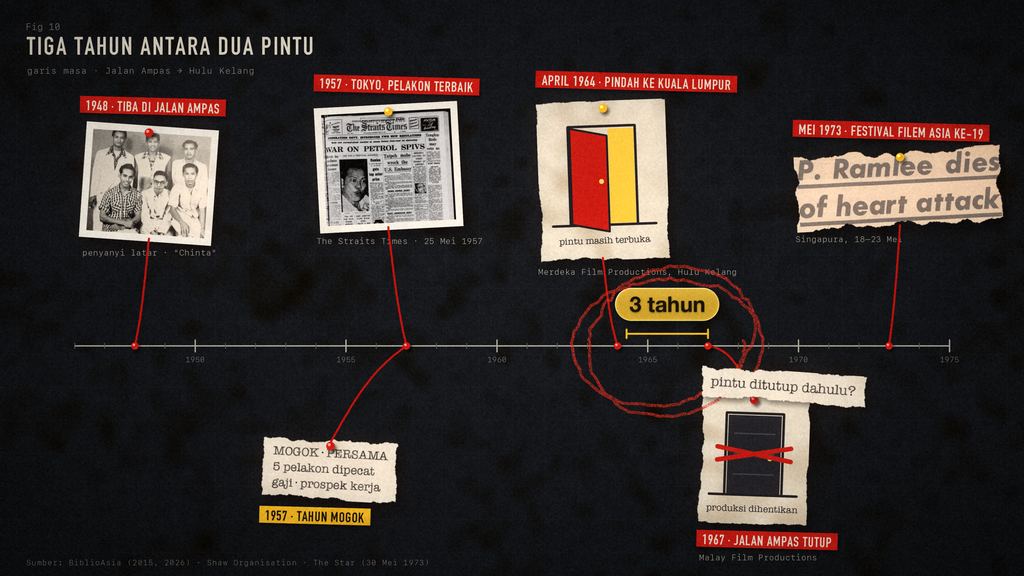 Fig 10
TIGA TAHUN ANTARA DUA PINTU
garis masa · Jalan Ampas → Hulu Kelang
1948 · TIBA DI JALAN AMPAS
penyanyi latar · "Chinta"
1957 · TOKYO, PELAKON TERBAIK
The Straits Times
WAR ON PETROL SPIVS
The Straits Times · 25 Mei 1957
APRIL 1964 · PINDAH KE KUALA LUMPUR
pintu masih terbuka
Merdeka Film Productions, Hulu Kelang
MEI 1973 · FESTIVAL FILEM ASIA KE-19
P. Ramlee dies
of heart attack
Singapura, 18–23 Mei
3 tahun
1950
1955
1960
1965
1970
1975
MOGOK · PERSAMA
5 pelakon dipecat
gaji · prospek kerja
1957 · TAHUN MOGOK
pintu ditutup dahulu?
produksi dihentikan
1967 · JALAN AMPAS TUTUP
Malay Film Productions
Sumber: BiblioAsia (2015, 2026) · Shaw Organisation · The Star (30 Mei 1973)